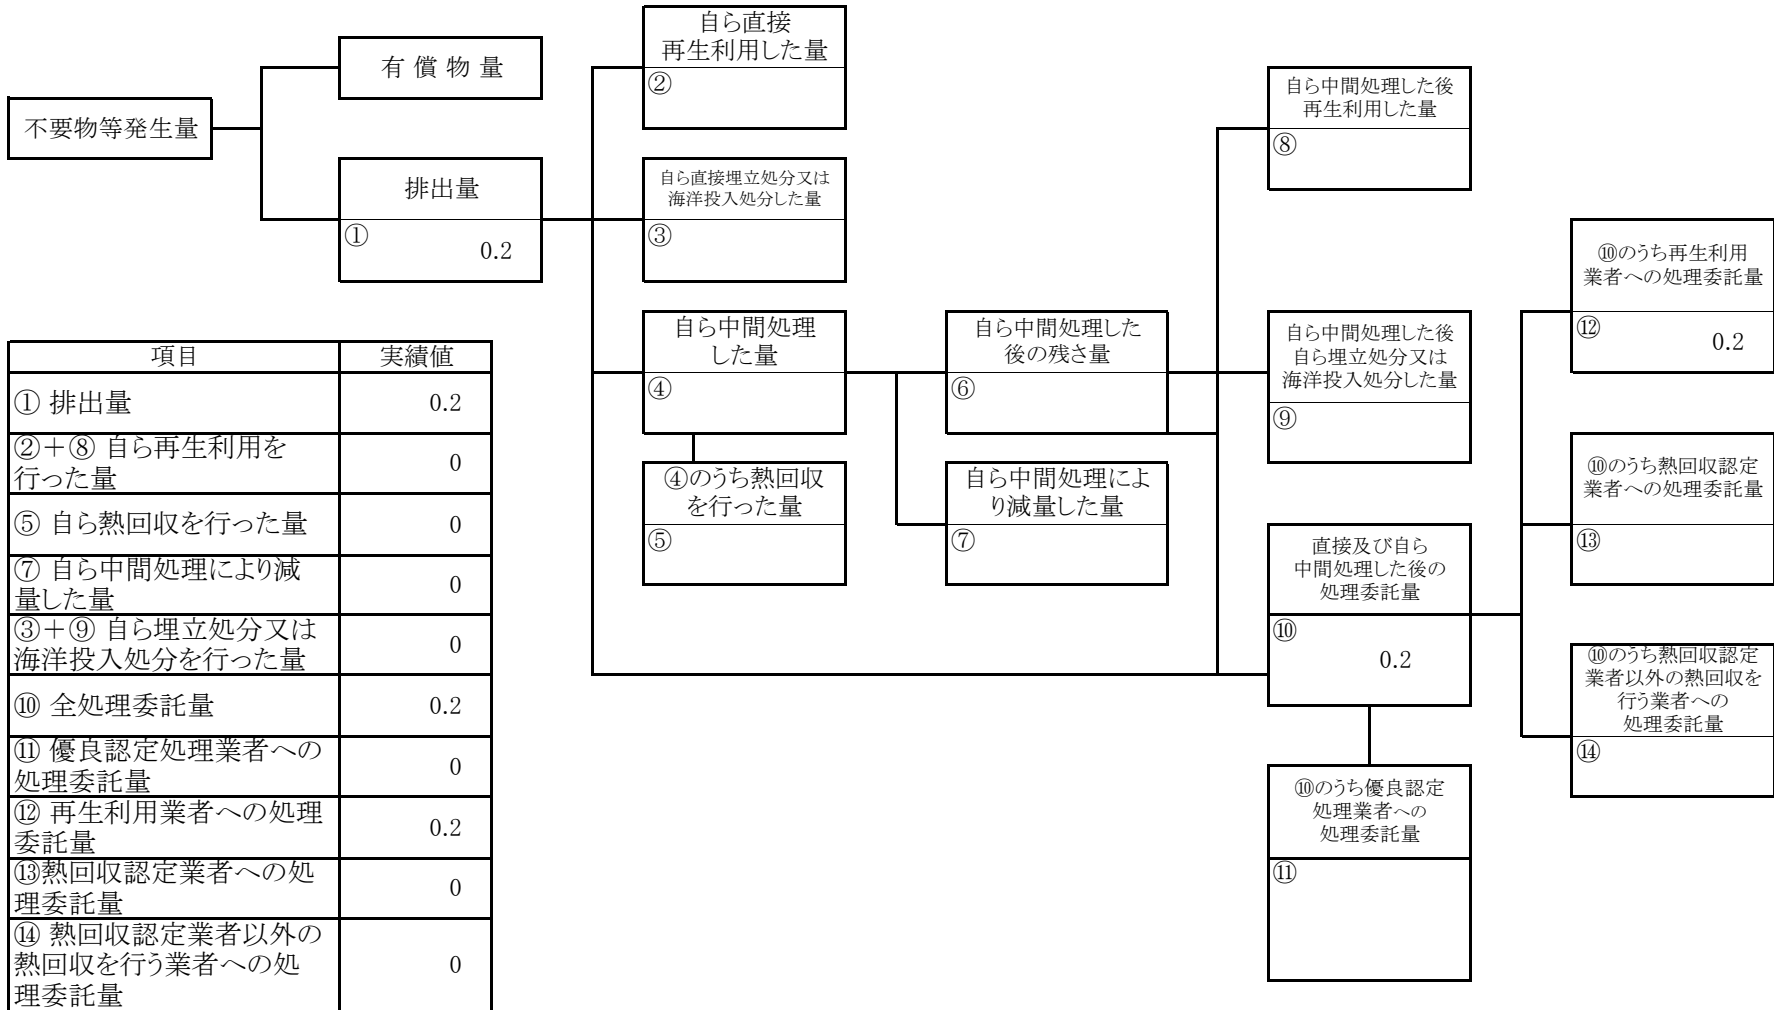 不要物等発生量
有 償 物 量
排出量
①
0.2
自ら直接
再生利用した量
②
自ら直接埋立処分又は
海洋投入処分した量
③
自ら中間処理
した量
④
④のうち熱回収
を行った量
⑤
自ら中間処理した
後の残さ量
⑥
自ら中間処理によ
り減量した量
⑦
自ら中間処理した後
再生利用した量
⑧
自ら中間処理した後
自ら埋立処分又は
海洋投入処分した量
⑨
直接及び自ら
中間処理した後の
処理委託量
⑩
0.2
⑩のうち優良認定
処理業者への
処理委託量
⑪
⑩のうち再生利用
業者への処理委託量
⑫
0.2
⑩のうち熱回収認定
業者への処理委託量
⑬
⑩のうち熱回収認定
業者以外の熱回収を
行う業者への
処理委託量
⑭
項目 実績値
① 排出量 0.2
②＋⑧ 自ら再生利用を
行った量 0
⑤ 自ら熱回収を行った量 0
⑦ 自ら中間処理により減
量した量 0
③＋⑨ 自ら埋立処分又は
海洋投入処分を行った量 0
⑩ 全処理委託量 0.2
⑪ 優良認定処理業者への
処理委託量 0
⑫ 再生利用業者への処理
委託量 0.2
⑬熱回収認定業者への処
理委託量 0
⑭ 熱回収認定業者以外の
熱回収を行う業者への処
理委託量 0